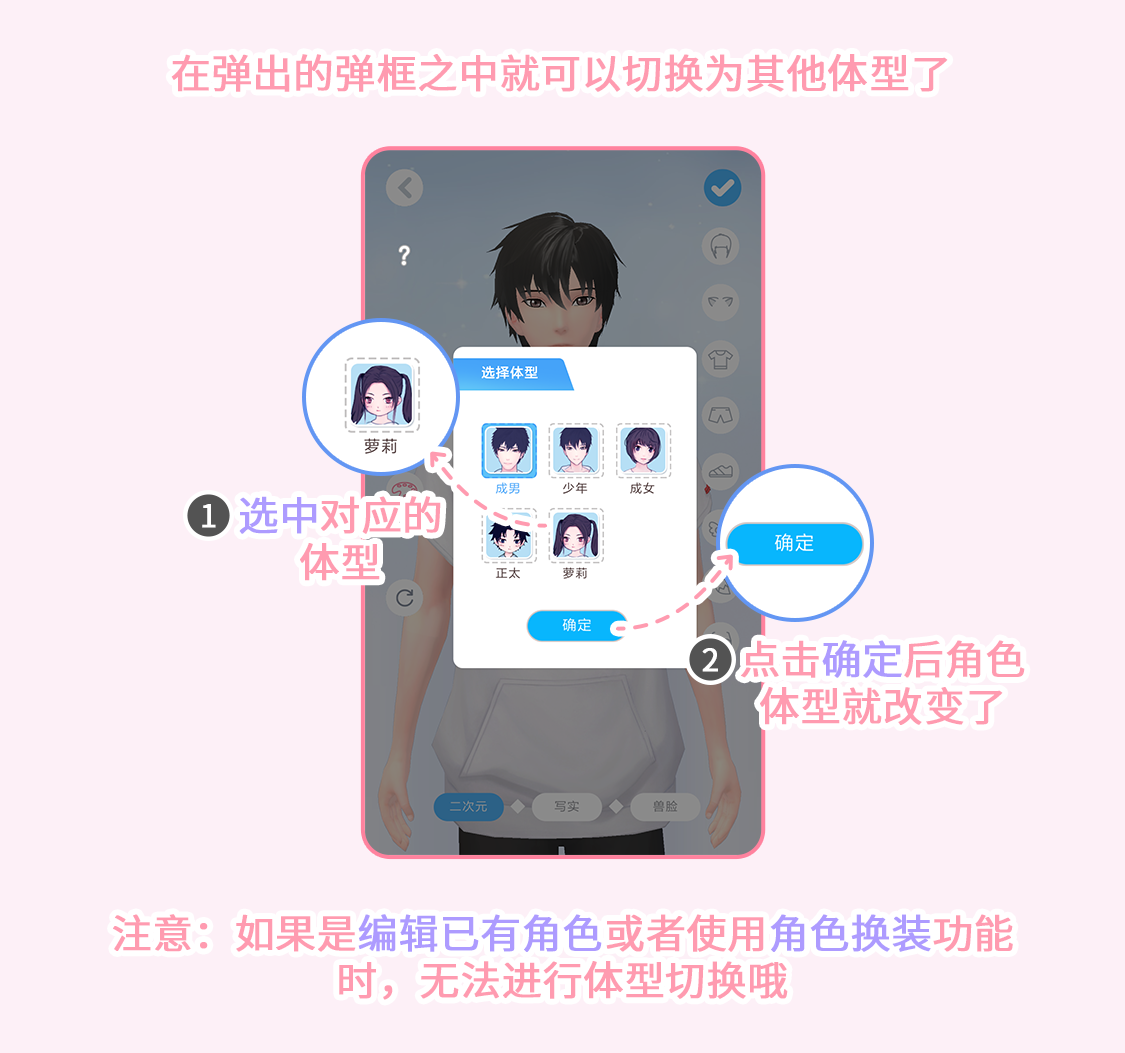 在弹出的弹框之中就可以切换为其他体型了
?
选择体型
萝莉
成男
少年
成女
1 选中对应的
体型
正太
萝莉
确定
确定
2 点击确定后角色
体型就改变了
二次元
写实
兽脸
注意：如果是编辑已有角色或者使用角色换装功能
时，无法进行体型切换哦